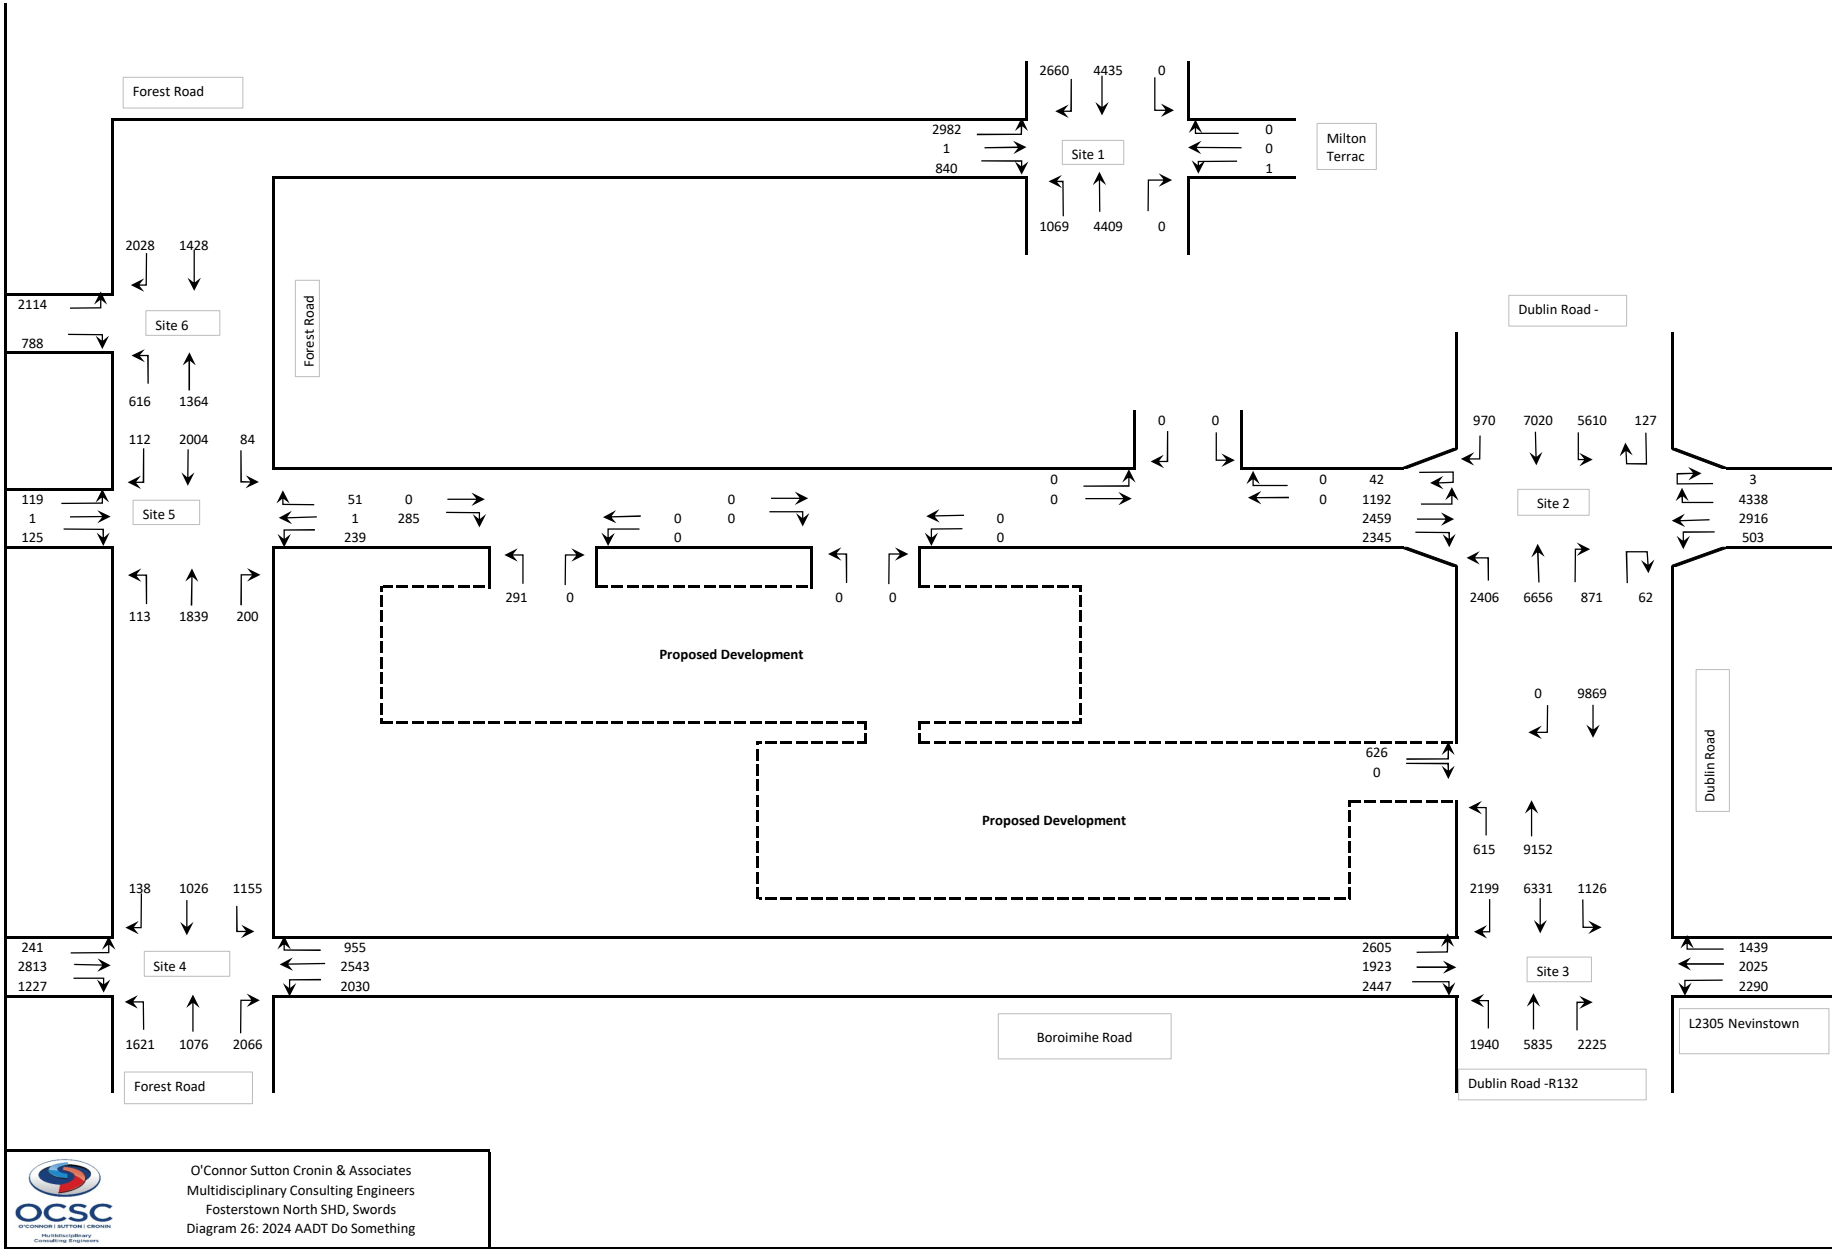 2660 4435 0
Forest Road
2982 0
1 Site 1 0
840 1
Milton
Terrac
1069 4409 0
2028 1428
2114
Site 6
788
Forest Road
616 1364
Dublin Road -
112 2004 84
0 0
970 7020 5610 127
119 51 0
1 Site 5 1 285
125 239
0 0
0 0
0 0
0 0
0 0
0 0
42 3
1192 Site 2 4338
2459 2916
2345 503
113 1839 200
291 0 0 0
2406 6656 871 62
Proposed Development
0 9869
626
0
Dublin Road
Proposed Development
615 9152
138 1026 1155
2199 6331 1126
241 955 2605 1439
2813 Site 4 2543 1923 Site 3 2025
1227 2030 2447 2290
1621 1076 2066
Boroimihe Road
1940 5835 2225
L2305 Nevinstown
Forest Road
Dublin Road -R132
OCSC
O'CONNOR | SUTTON | CRONIN
Multidisciplinary
Consulting Engineers
O'Connor Sutton Cronin & Associates
Multidisciplinary Consulting Engineers
Fosterstown North SHD, Swords
Diagram 26: 2024 AADT Do Something